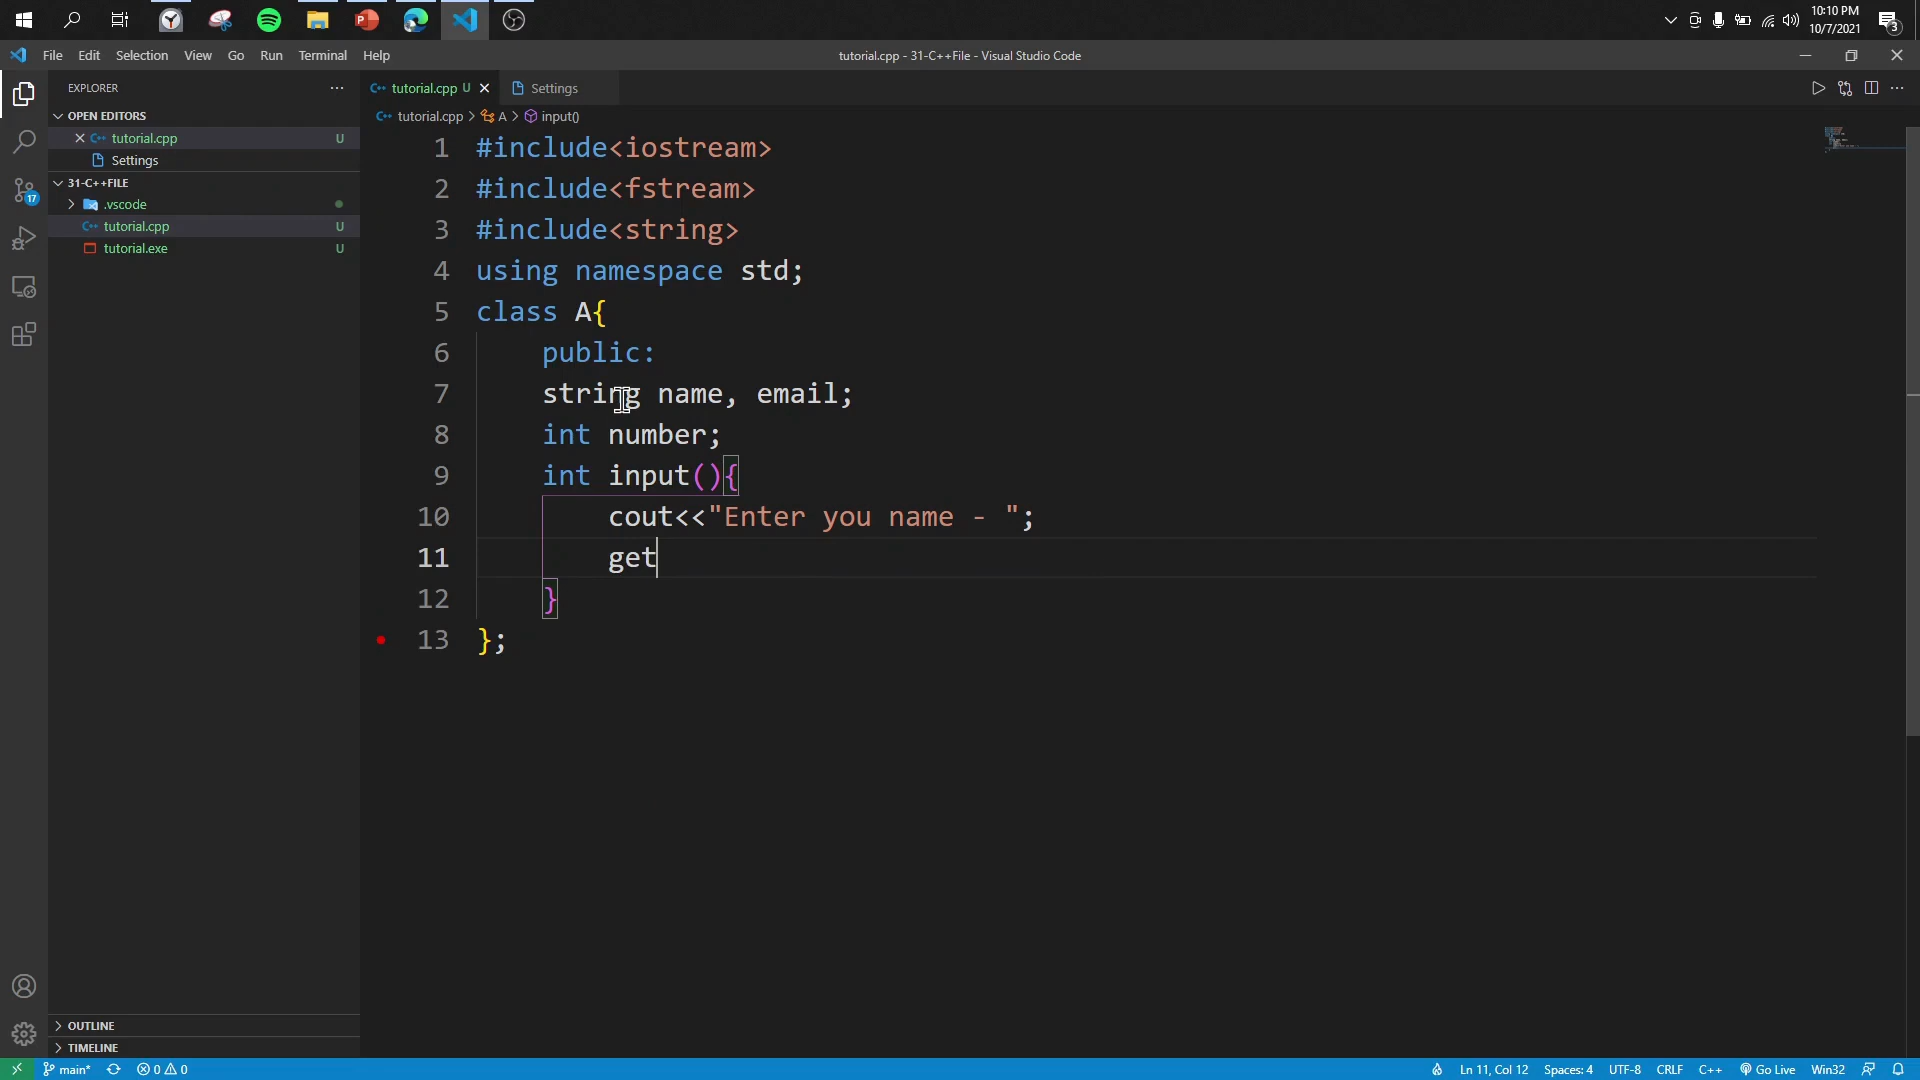 10:10 PM
10/7/2021
3
File Edit Selection View Go Run Terminal Help
tutorial.cpp - 31-C++File - Visual Studio Code
EXPLORER
tutorial.cpp U
Settings
OPEN EDITORS
tutorial.cpp > A > input()
tutorial.cpp U
Settings
31-C++FILE
.vscode
tutorial.cpp U
tutorial.exe U
17
1 #include<iostream>
2 #include<fstream>
3 #include<string>
4 using namespace std;
5 class A{
6 public:
7 string name, email;
8 int number;
9 int input(){
10 cout<<"Enter you name - ";
11 get
12 }
13 };
OUTLINE
TIMELINE
main* 0 0 Ln 11, Col 12 Spaces: 4 UTF-8 CRLF C++ Go Live Win32